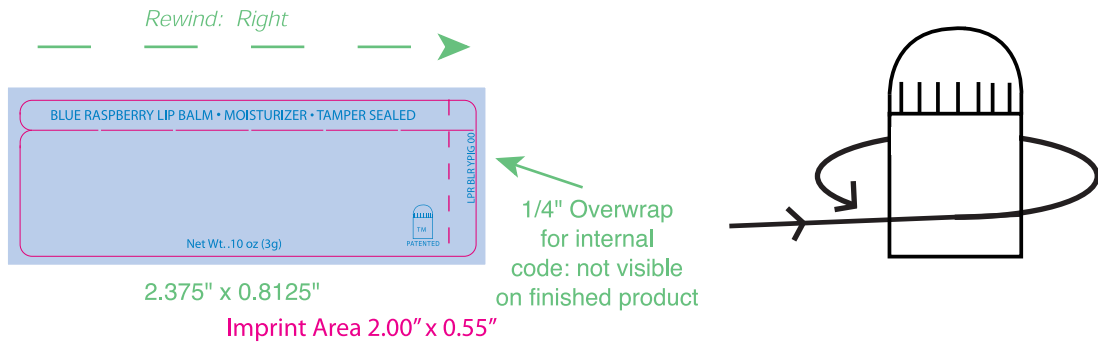 Rewind: Right
BLUE RASPBERRY LIP BALM • MOISTURIZER • TAMPER SEALED
LPR BLR YPIG 00
TM
PATENTED
Net Wt. .10 oz (3g)
1/4" Overwrap
for internal
code: not visible
on finished product
2.375" x 0.8125"
Imprint Area 2.00” x 0.55”